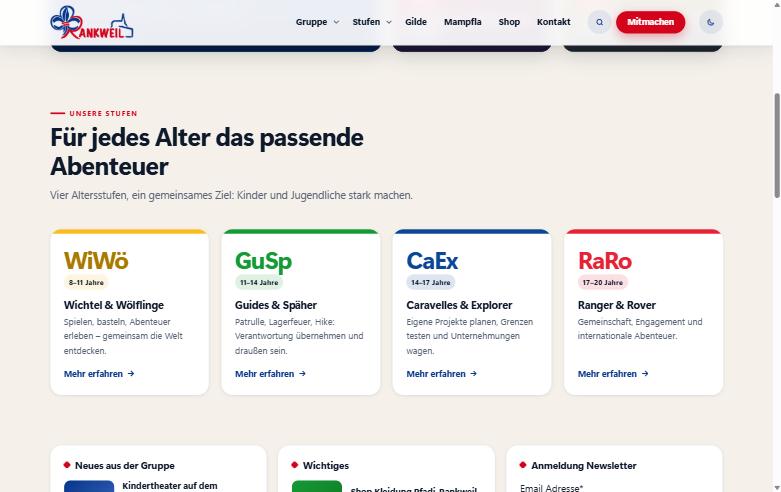 RANKWEIL
Gruppe Stufen Gilde Mampfla Shop Kontakt Mitmachen
UNSERE STUFEN
Für jedes Alter das passende
Abenteuer
Vier Altersstufen, ein gemeinsames Ziel: Kinder und Jugendliche stark machen.
WiWö
8–11 Jahre
Wichtel & Wölflinge
Spielen, basteln, Abenteuer
erleben – gemeinsam die Welt
entdecken.
Mehr erfahren →
GuSp
11–14 Jahre
Guides & Späher
Patrulle, Lagerfeuer, Hike:
Verantwortung übernehmen und
draußen sein.
Mehr erfahren →
CaEx
14–17 Jahre
Caravelles & Explorer
Eigene Projekte planen, Grenzen
testen und Unternehmungen
wagen.
Mehr erfahren →
RaRo
17–20 Jahre
Ranger & Rover
Gemeinschaft, Engagement und
internationale Abenteuer.
Mehr erfahren →
Neues aus der Gruppe
Kindertheater auf dem
Wichtiges
Shop Kleidung Pfadi Rankweil
Anmeldung Newsletter
Email Adresse*